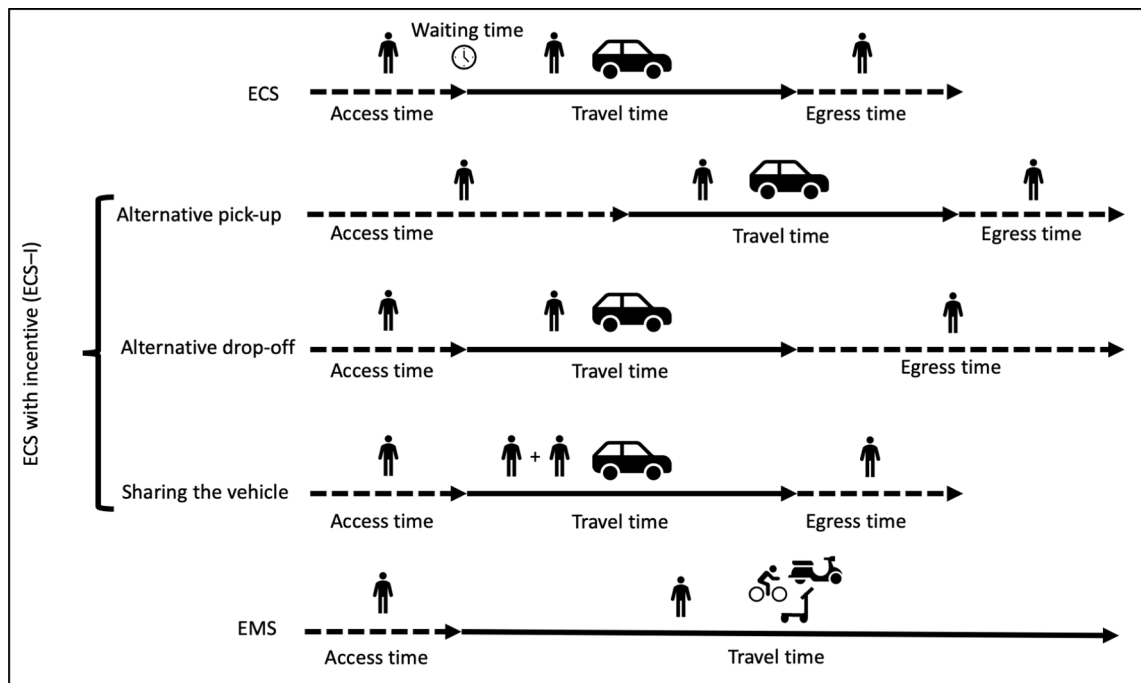 Waiting time
ECS
Access time
Travel time
Egress time
ECS with incentive (ECS–I)
Alternative pick-up
Access time
Travel time
Egress time
Alternative drop-off
Access time
Travel time
Egress time
+
Sharing the vehicle
Access time
Travel time
Egress time
EMS
Access time
Travel time